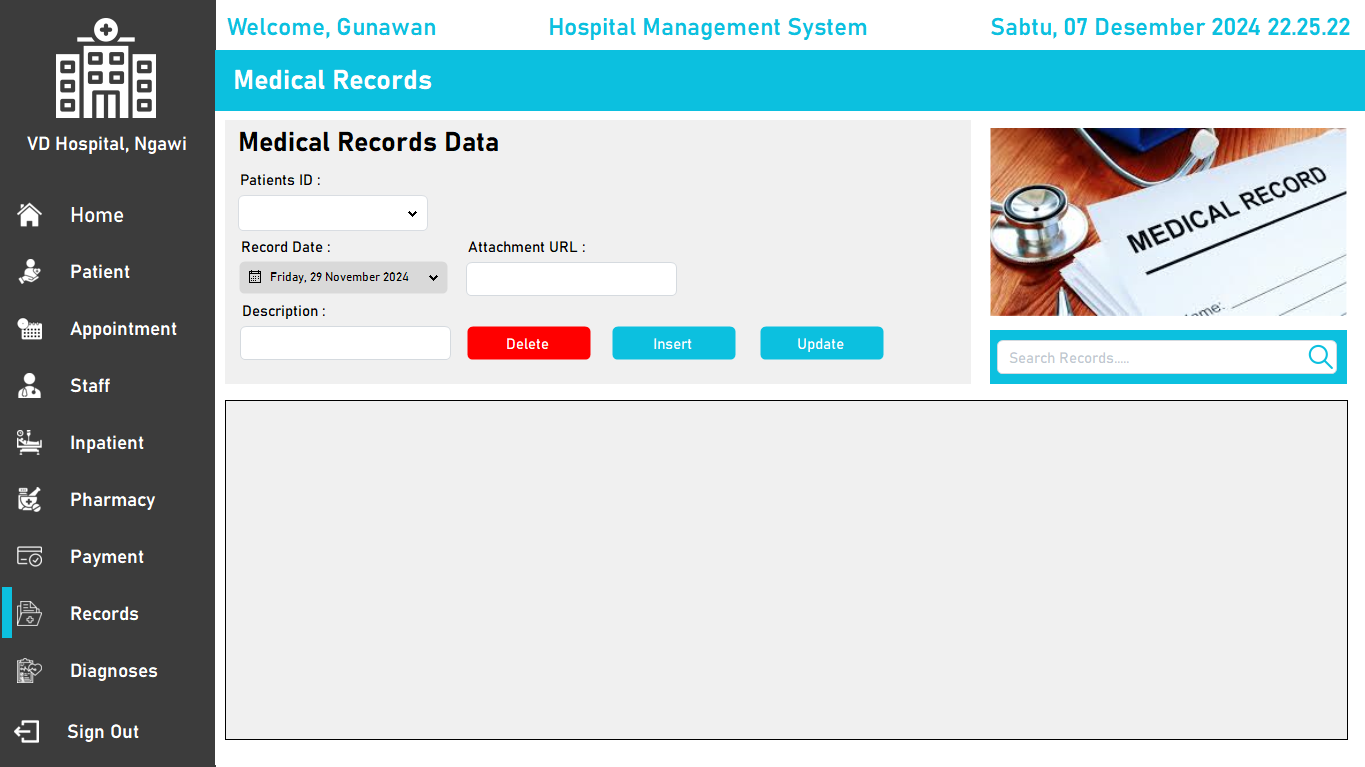 Welcome, Gunawan
Hospital Management System
Sabtu, 07 Desember 2024 22.25.22
VD Hospital, Ngawi
Home
Patient
Appointment
Staff
Inpatient
Pharmacy
Payment
Records
Diagnoses
Sign Out
Medical Records
Medical Records Data
Patients ID :
Record Date :
Friday, 29 November 2024
Attachment URL :
Description :
Delete
Insert
Update
MEDICAL RECORD
Name:
Search Records.....